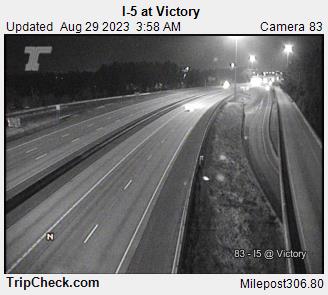 I-5 at Victory
Updated Aug 29 2023 3:58 AM
Camera 83
T
N
83 - I5 @ Victory
TripCheck.com
Milepost306.80